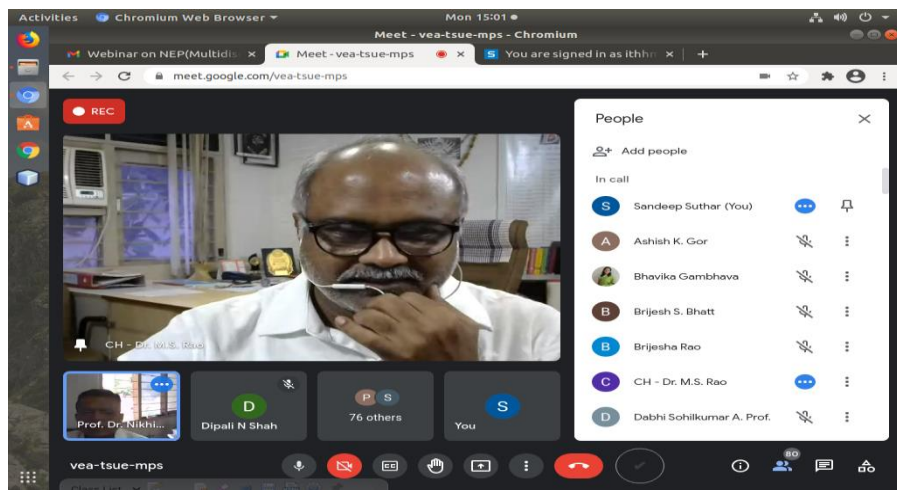 Activities Chromium Web Browser Mon 15:01
Meet - vea-tsue-mps - Chromium
Webinar on NEP(Multidis Meet - vea-tsue-mps You are signed in as ithhn
meet.google.com/vea-tsue-mps
REC
CH - Dr. M.S. Rao
Prof. Dr. Nikhi...
D
Dipali N Shah
P S
76 others
S
You
People
Add people
In call
S Sandeep Suthar (You)
A Ashish K. Gor
Bhavika Gambhava
B Brijesh S. Bhatt
B Brijesha Rao
C CH - Dr. M.S. Rao
D Dabhi Sohilkumar A. Prof.
vea-tsue-mps
CC
80